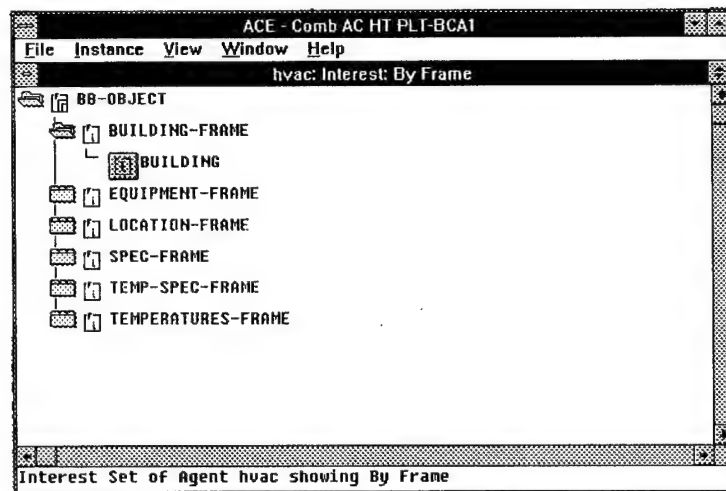 ACE - Comb AC HT PLT-BCA1
File Instance View Window Help
hvac: Interest: By Frame
BB-OBJECT
BUILDING-FRAME
BUILDING
EQUIPMENT-FRAME
LOCATION-FRAME
SPEC-FRAME
TEMP-SPEC-FRAME
TEMPERATURES-FRAME
Interest Set of Agent hvac showing By Frame